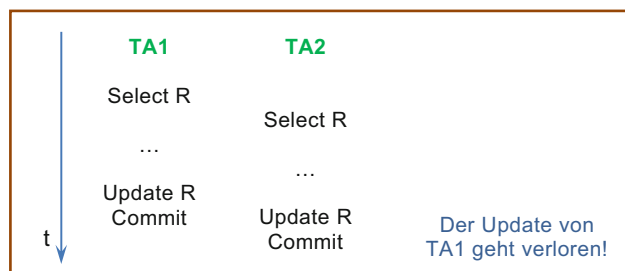 TA1 TA2
Select R
Select R
...
...
Update R
Commit
Update R
Commit
t
Der Update von
TA1 geht verloren!